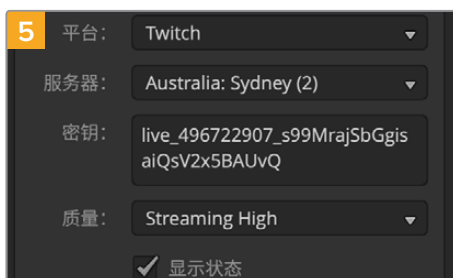 5
平台: Twitch
服务器: Australia: Sydney (2)
密钥: live_496722907_s99MrajSbGgis
aiQsV2x5BAUvQ
质量: Streaming High
显示状态